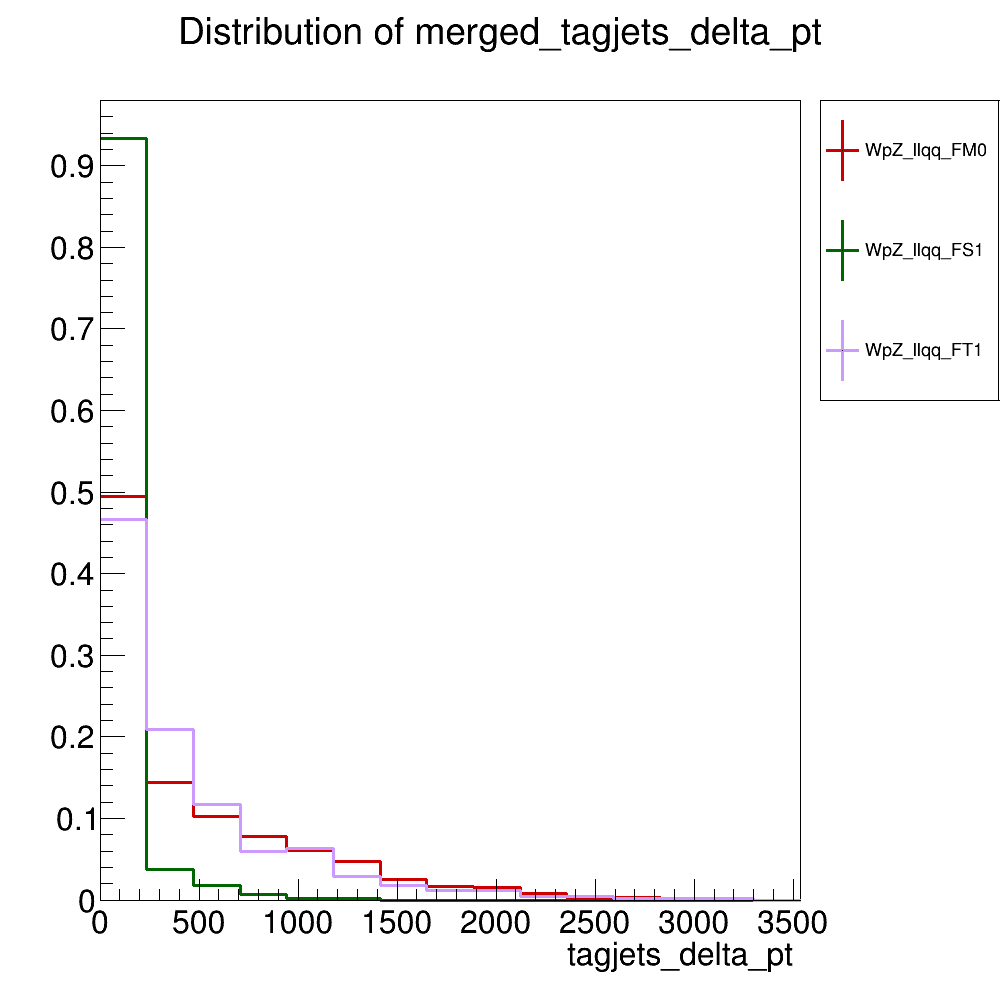 Distribution of merged_tagjets_delta_pt
WpZ_llqq_FM0
WpZ_llqq_FS1
WpZ_llqq_FT1
0.9
0.8
0.7
0.6
0.5
0.4
0.3
0.2
0.1
0
0 500 1000 1500 2000 2500 3000 3500
tagjets_delta_pt